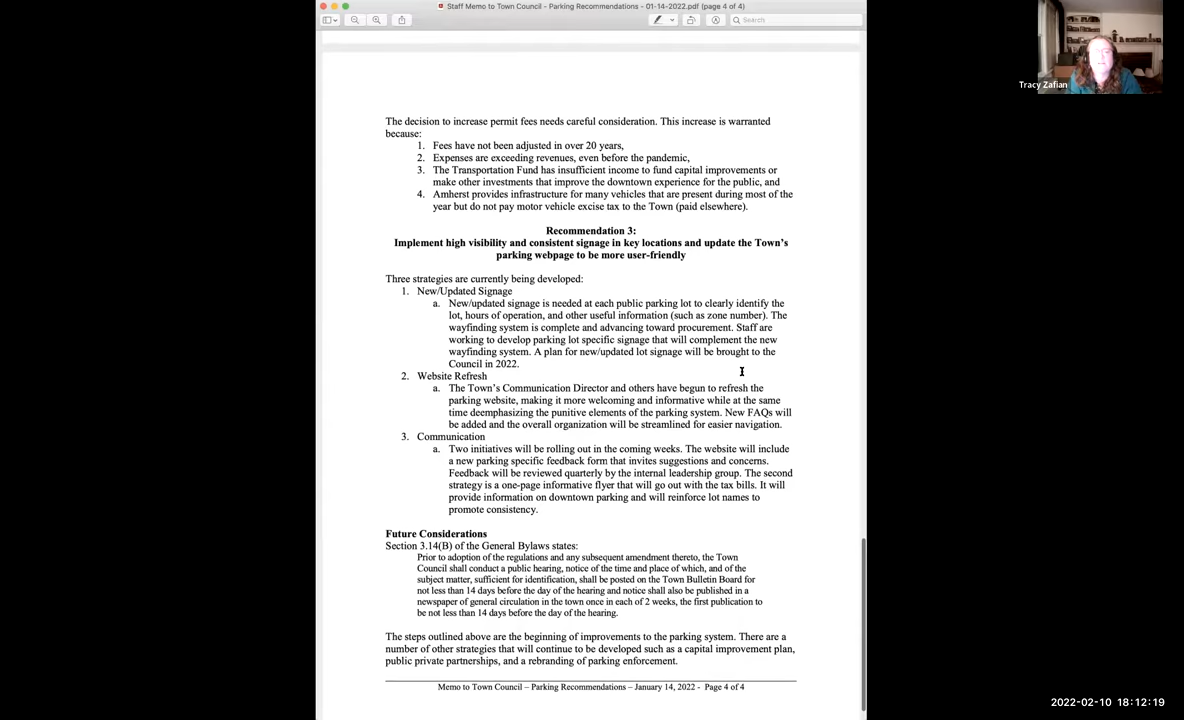 Staff Memo to Town Council – Parking Recommendations - 01-14-2022.pdf (page 4 of 4)
Search
Tracy Zafian
The decision to increase permit fees needs careful consideration. This increase is warranted
because:
1. Fees have not been adjusted in over 20 years,
2. Expenses are exceeding revenues, even before the pandemic,
3. The Transportation Fund has insufficient income to fund capital improvements or
make other investments that improve the downtown experience for the public, and
4. Amherst provides infrastructure for many vehicles that are present during most of the
year but do not pay motor vehicle excise tax to the Town (paid elsewhere).
Recommendation 3:
Implement high visibility and consistent signage in key locations and update the Town's
parking webpage to be more user-friendly
Three strategies are currently being developed:
1. New/Updated Signage
a. New/updated signage is needed at each public parking lot to clearly identify the
lot, hours of operation, and other useful information (such as zone number). The
wayfinding system is complete and advancing toward procurement. Staff are
working to develop parking lot specific signage that will complement the new
wayfinding system. A plan for new/updated lot signage will be brought to the
Council in 2022.
2. Website Refresh
a. The Town's Communication Director and others have begun to refresh the
parking website, making it more welcoming and informative while at the same
time deemphasizing the punitive elements of the parking system. New FAQs will
be added and the overall organization will be streamlined for easier navigation.
3. Communication
a. Two initiatives will be rolling out in the coming weeks. The website will include
a new parking specific feedback form that invites suggestions and concerns.
Feedback will be reviewed quarterly by the internal leadership group. The second
strategy is a one-page informative flyer that will go out with the tax bills. It will
provide information on downtown parking and will reinforce lot names to
promote consistency.
Future Considerations
Section 3.14(B) of the General Bylaws states:
Prior to adoption of the regulations and any subsequent amendment thereto, the Town
Council shall conduct a public hearing, notice of the time and place of which, and of the
subject matter, sufficient for identification, shall be posted on the Town Bulletin Board for
not less than 14 days before the day of the hearing and notice shall also be published in a
newspaper of general circulation in the town once in each of 2 weeks, the first publication to
be not less than 14 days before the day of the hearing.
The steps outlined above are the beginning of improvements to the parking system. There are a
number of other strategies that will continue to be developed such as a capital improvement plan,
public private partnerships, and a rebranding of parking enforcement.
Memo to Town Council – Parking Recommendations – January 14, 2022 - Page 4 of 4
2022-02-10 18:12:19